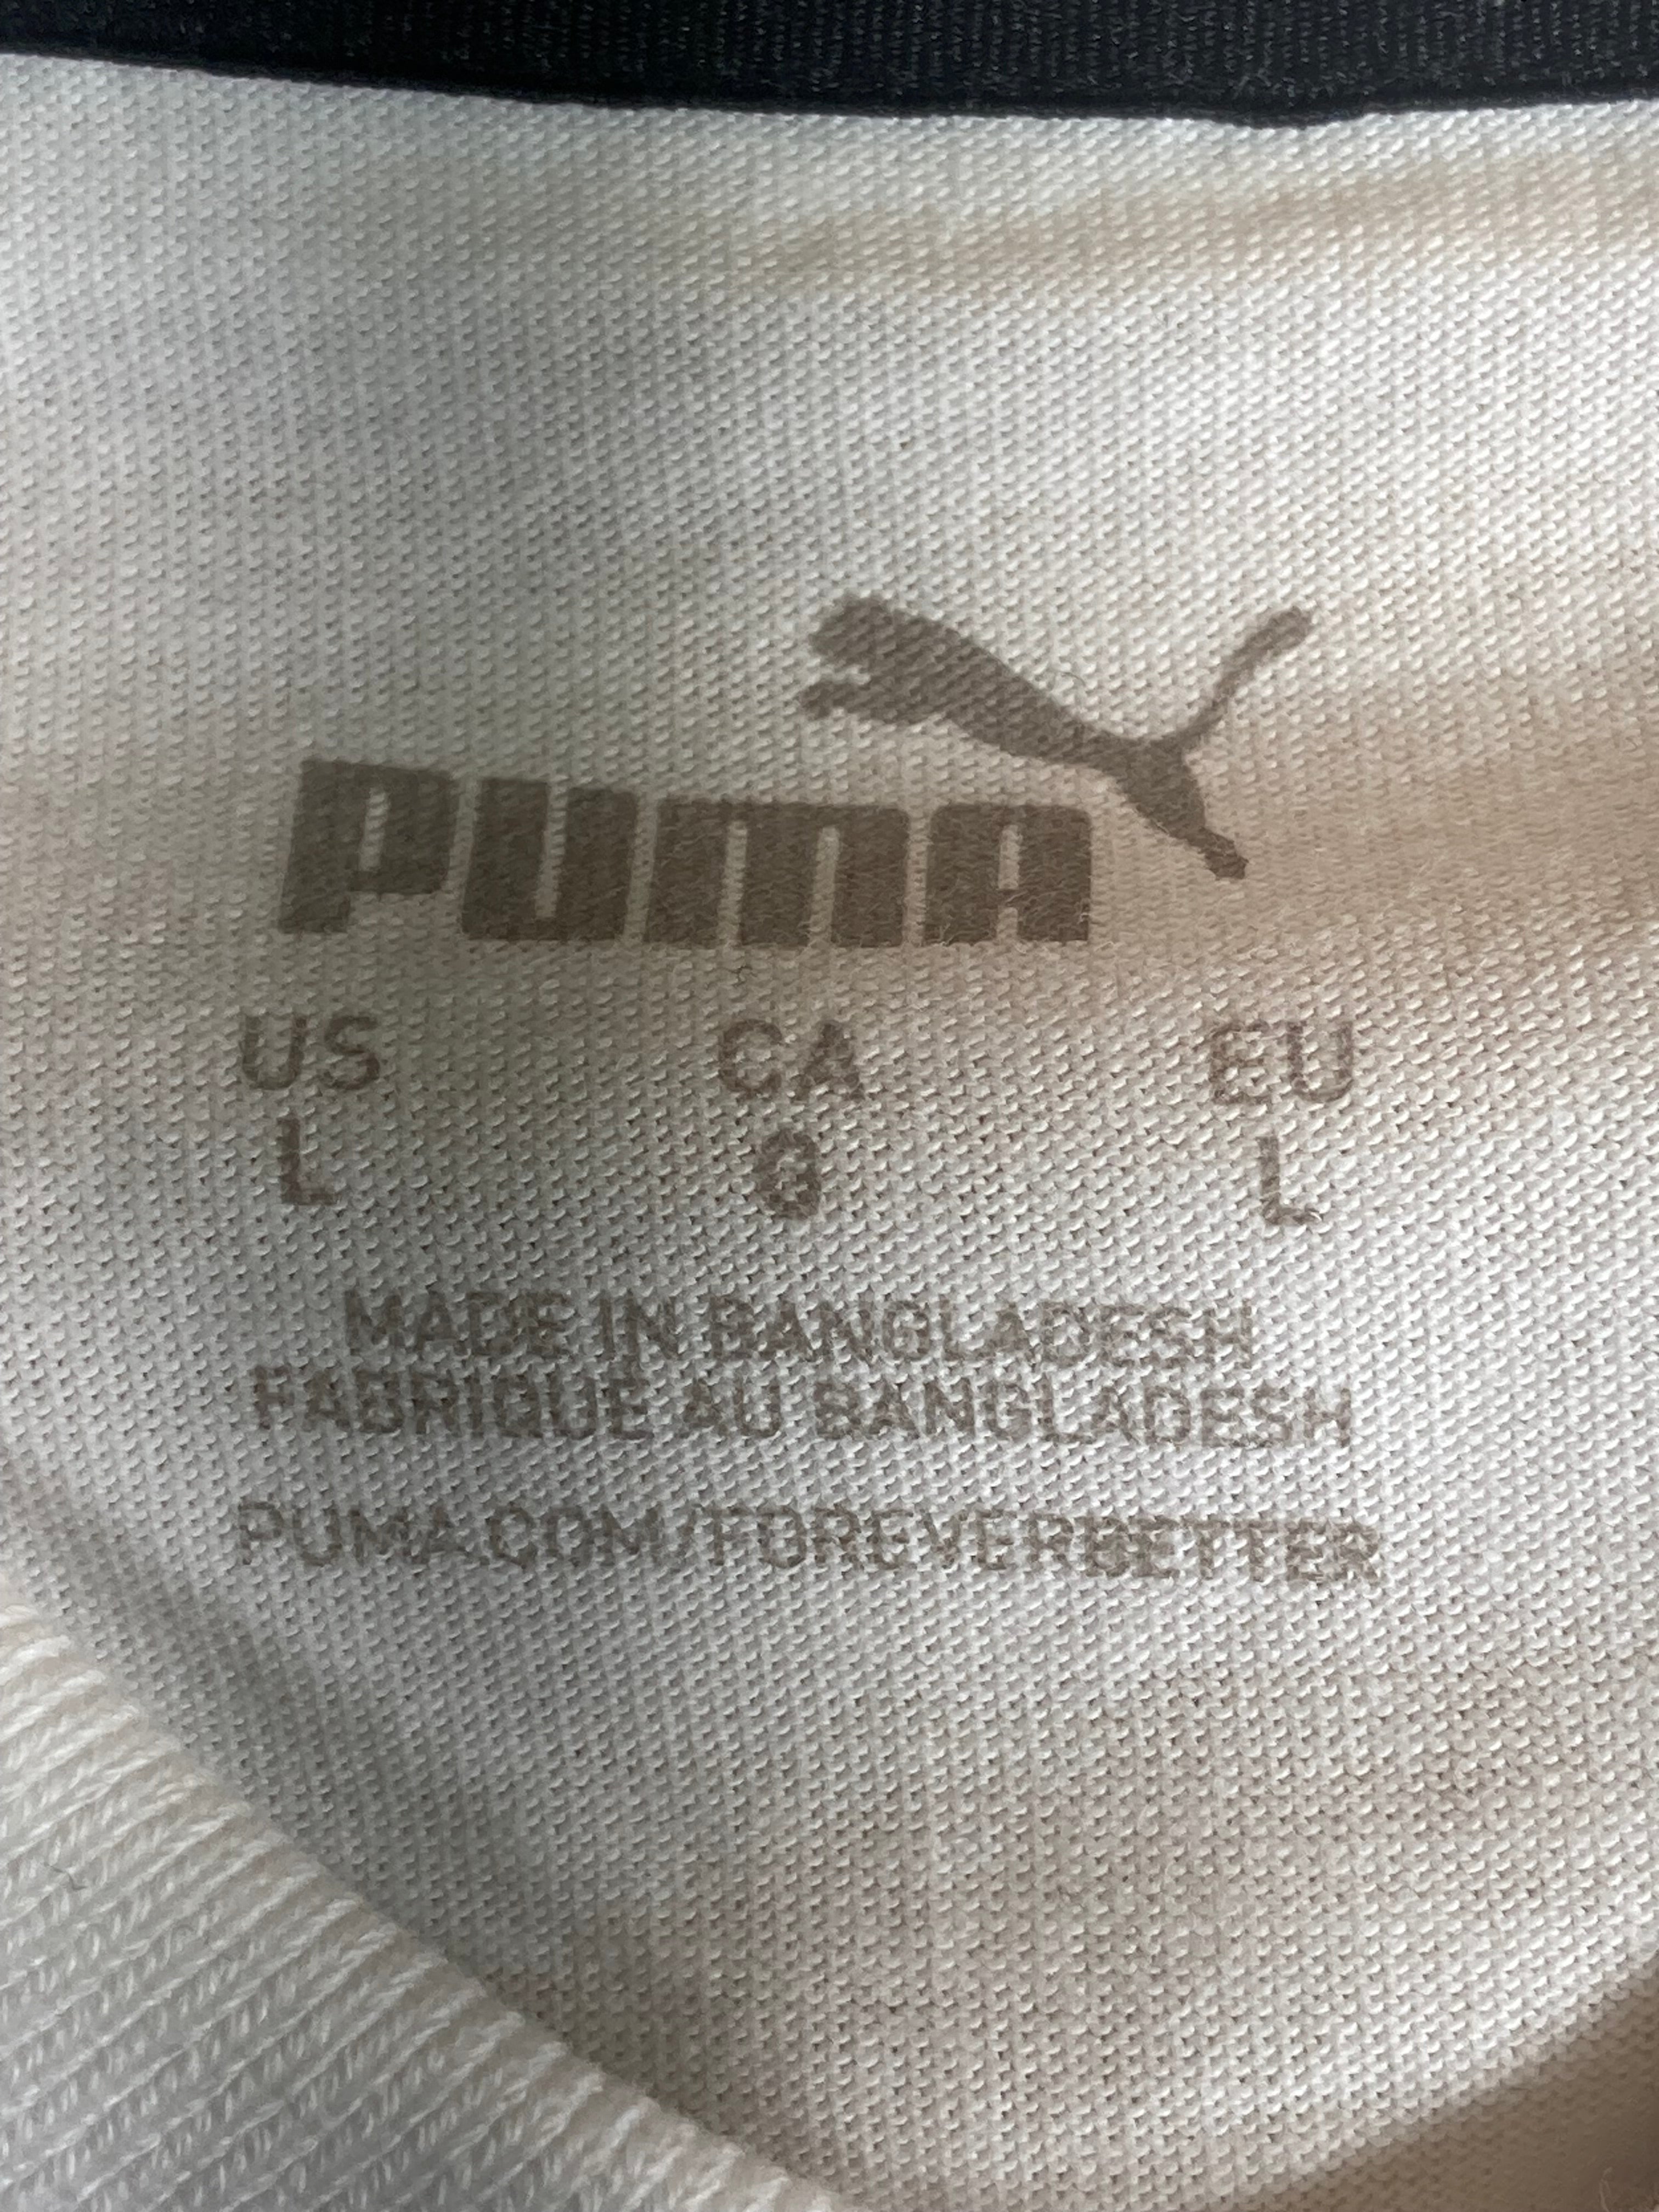 PUMA
US CA EU
L G L
MADE IN BANGLADESH
FABRIQUE AU BANGLADESH
PUMA.COM/FOREVERBETTER